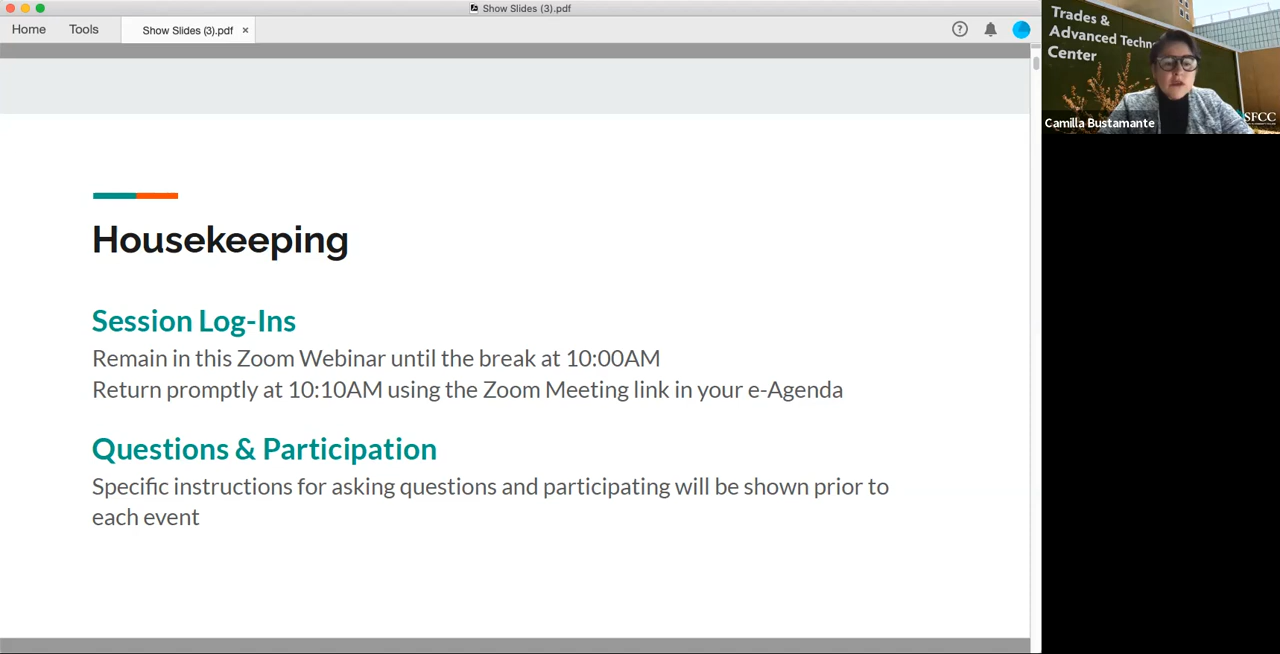 Show Slides (3).pdf
Home
Tools
Show Slides (3).pdf ×
Housekeeping
Session Log-Ins
Remain in this Zoom Webinar until the break at 10:00AM
Return promptly at 10:10AM using the Zoom Meeting link in your e-Agenda
Questions & Participation
Specific instructions for asking questions and participating will be shown prior to
each event
Trades &
Advanced Techn
Center
SFCC
Camilla Bustamante